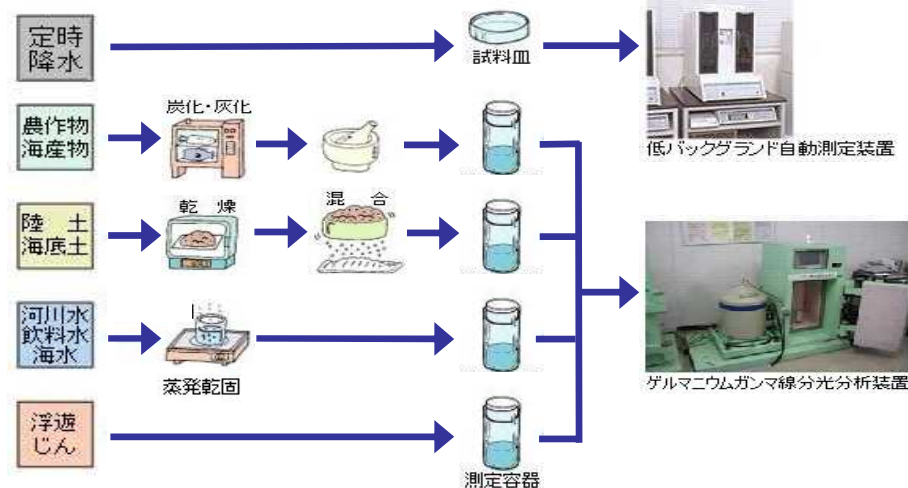 定時
降水
試料皿
低バックグランド自動測定装置
農作物
海産物
炭化・灰化
陸　土
海底土
乾　燥
混　合
河川水
飲料水
海水
蒸発乾固
ゲルマニウムガンマ線分光分析装置
浮遊
じん
測定容器